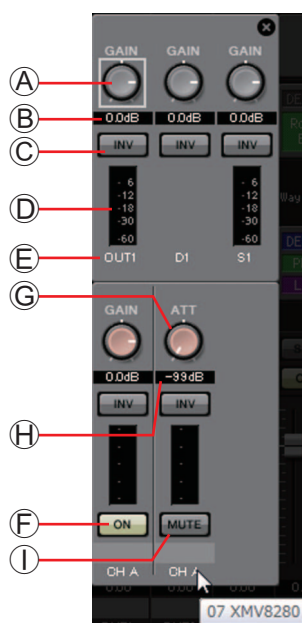 GAIN GAIN GAIN
Ⓐ
Ⓑ 0.0dB 0.0dB 0.0dB
Ⓒ INV INV INV
- 6 - 6
-12 -12
Ⓓ -18 -18
-30 -30
-60 -60
Ⓔ OUT1 D1 S1
Ⓖ GAIN ATT
0.0dB -99dB
INV INV
Ⓗ
Ⓕ ON MUTE
Ⓘ CH A CH A
07 XMV8280